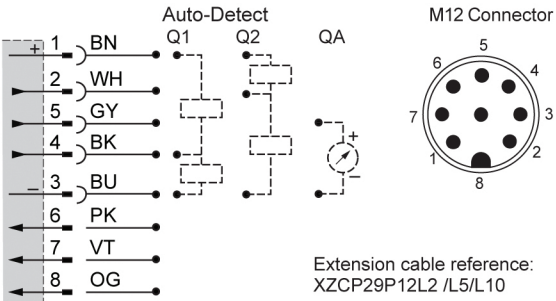 Auto-Detect
M12 Connector
Q1 Q2 QA
+ 1 BN
2 WH
5 GY
4 BK
– 3 BU
6 PK
7 VT
8 OG
+
–
5
6 4
7 3
1 2
8
Extension cable reference:
XZCP29P12L2 /L5/L10